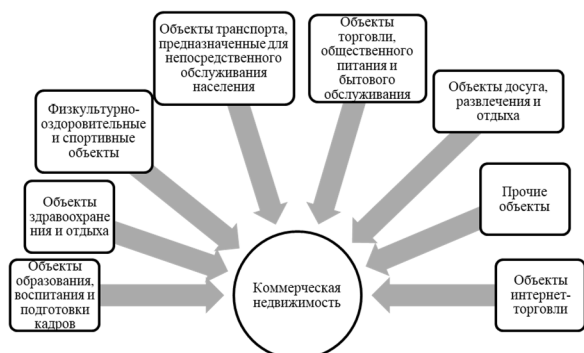 Объекты транспорта,
предназначенные для
непосредственного
обслуживания
населения
Объекты
торговли,
общественного
питания и
бытового
обслуживания
Объекты досуга,
развлечения и
отдыха
Физкультурно-
оздоровительные
и спортивные
объекты
Прочие
объекты
Объекты
здравоохране
ния и отдыха
Объекты
образования,
воспитания и
подготовки
кадров
Коммерческая
недвижимость
Объекты
интернет-
торговли